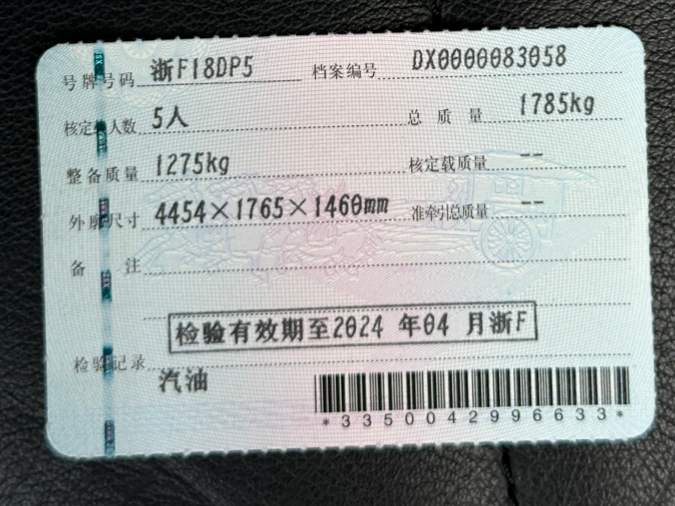 号牌号码 浙F18DP5 档案编号 DX0000083058
核定载人数 5人 总质量 1785kg
整备质量 1275kg 核定载质量 --
外廓尺寸 4454×1765×1460mm 准牵引总质量 --
备注
检验有效期至2024年04月浙F
检验记录
汽油
*3350042996633*